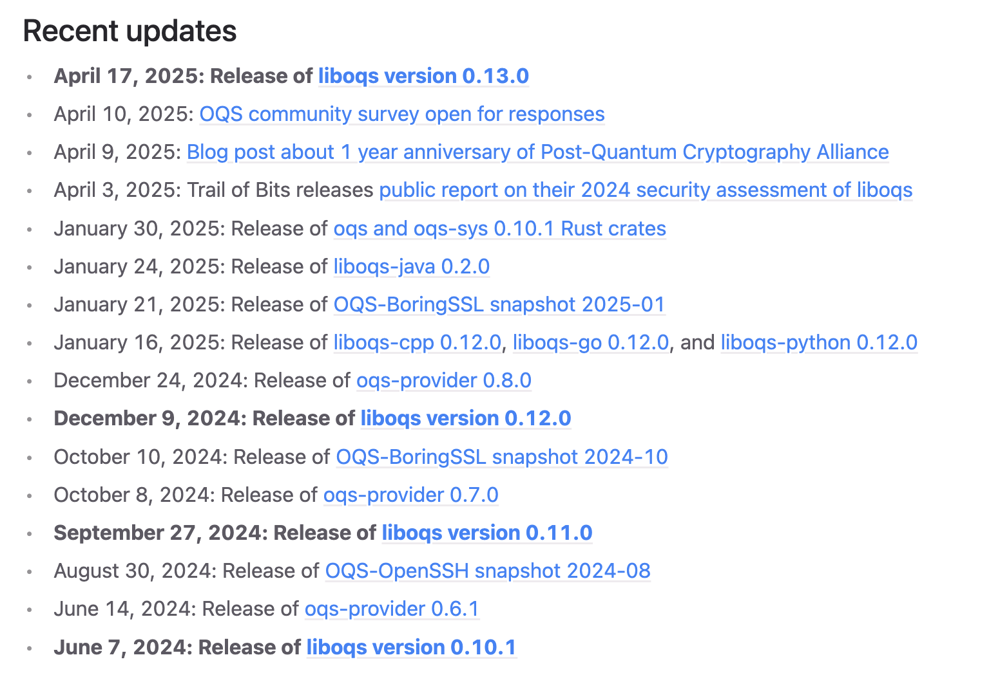 Recent updates
• April 17, 2025: Release of liboqs version 0.13.0
• April 10, 2025: OQS community survey open for responses
• April 9, 2025: Blog post about 1 year anniversary of Post-Quantum Cryptography Alliance
• April 3, 2025: Trail of Bits releases public report on their 2024 security assessment of liboqs
• January 30, 2025: Release of oqs and oqs-sys 0.10.1 Rust crates
• January 24, 2025: Release of liboqs-java 0.2.0
• January 21, 2025: Release of OQS-BoringSSL snapshot 2025-01
• January 16, 2025: Release of liboqs-cpp 0.12.0, liboqs-go 0.12.0, and liboqs-python 0.12.0
• December 24, 2024: Release of oqs-provider 0.8.0
• December 9, 2024: Release of liboqs version 0.12.0
• October 10, 2024: Release of OQS-BoringSSL snapshot 2024-10
• October 8, 2024: Release of oqs-provider 0.7.0
• September 27, 2024: Release of liboqs version 0.11.0
• August 30, 2024: Release of OQS-OpenSSH snapshot 2024-08
• June 14, 2024: Release of oqs-provider 0.6.1
• June 7, 2024: Release of liboqs version 0.10.1